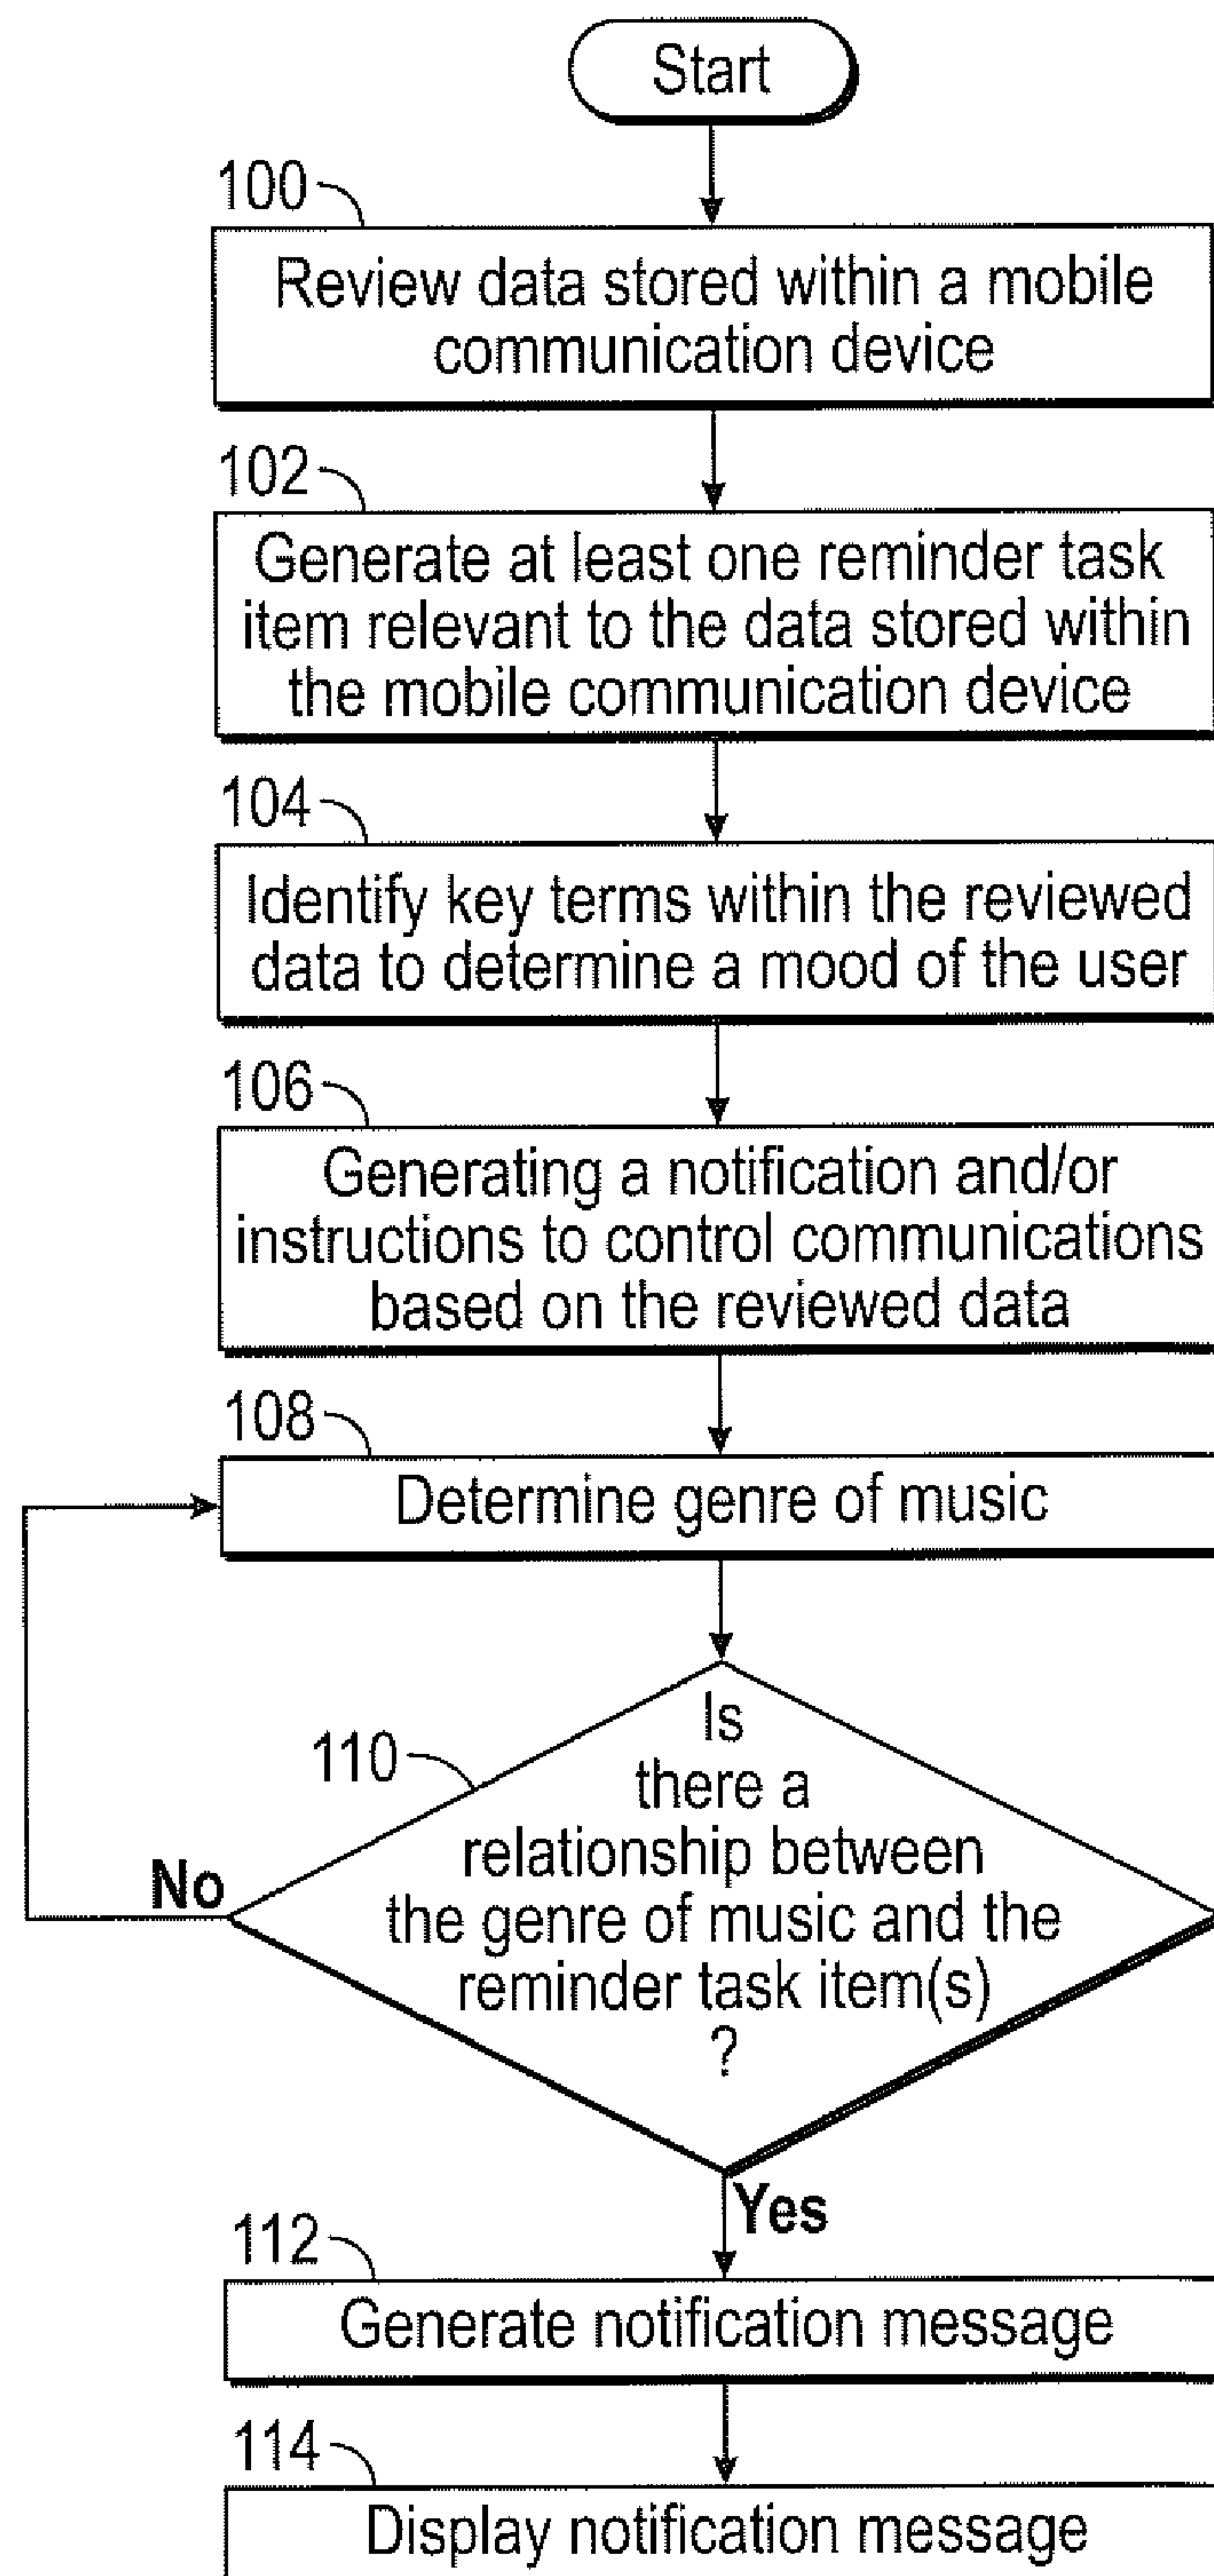 Start
100
Review data stored within a mobile
communication device
102
Generate at least one reminder task
item relevant to the data stored within
the mobile communication device
104
Identify key terms within the reviewed
data to determine a mood of the user
106
Generating a notification and/or
instructions to control communications
based on the reviewed data
108
Determine genre of music
110
Is
there a
relationship between
the genre of music and the
reminder task item(s)
?
No
Yes
112
Generate notification message
114
Display notification message